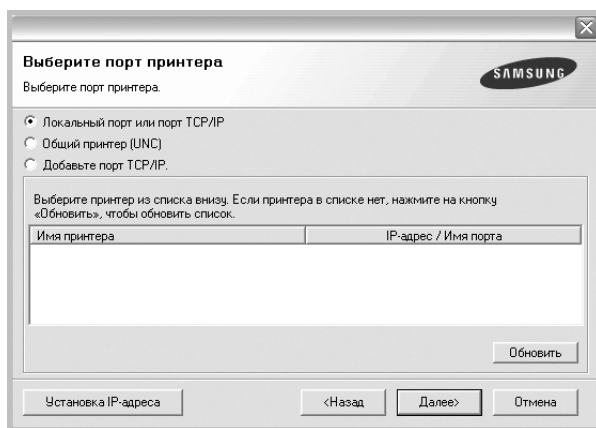 Выберите порт принтера
Выберите порт принтера.
SAMSUNG
Локальный порт или порт TCP/IP
Общий принтер (UNC)
Добавьте порт TCP/IP.
Выберите принтер из списка внизу. Если принтера в списке нет, нажмите на кнопку
«Обновить», чтобы обновить список.
Имя принтера IP-адрес / Имя порта
Обновить
Установка IP-адреса <Назад Далее> Отмена